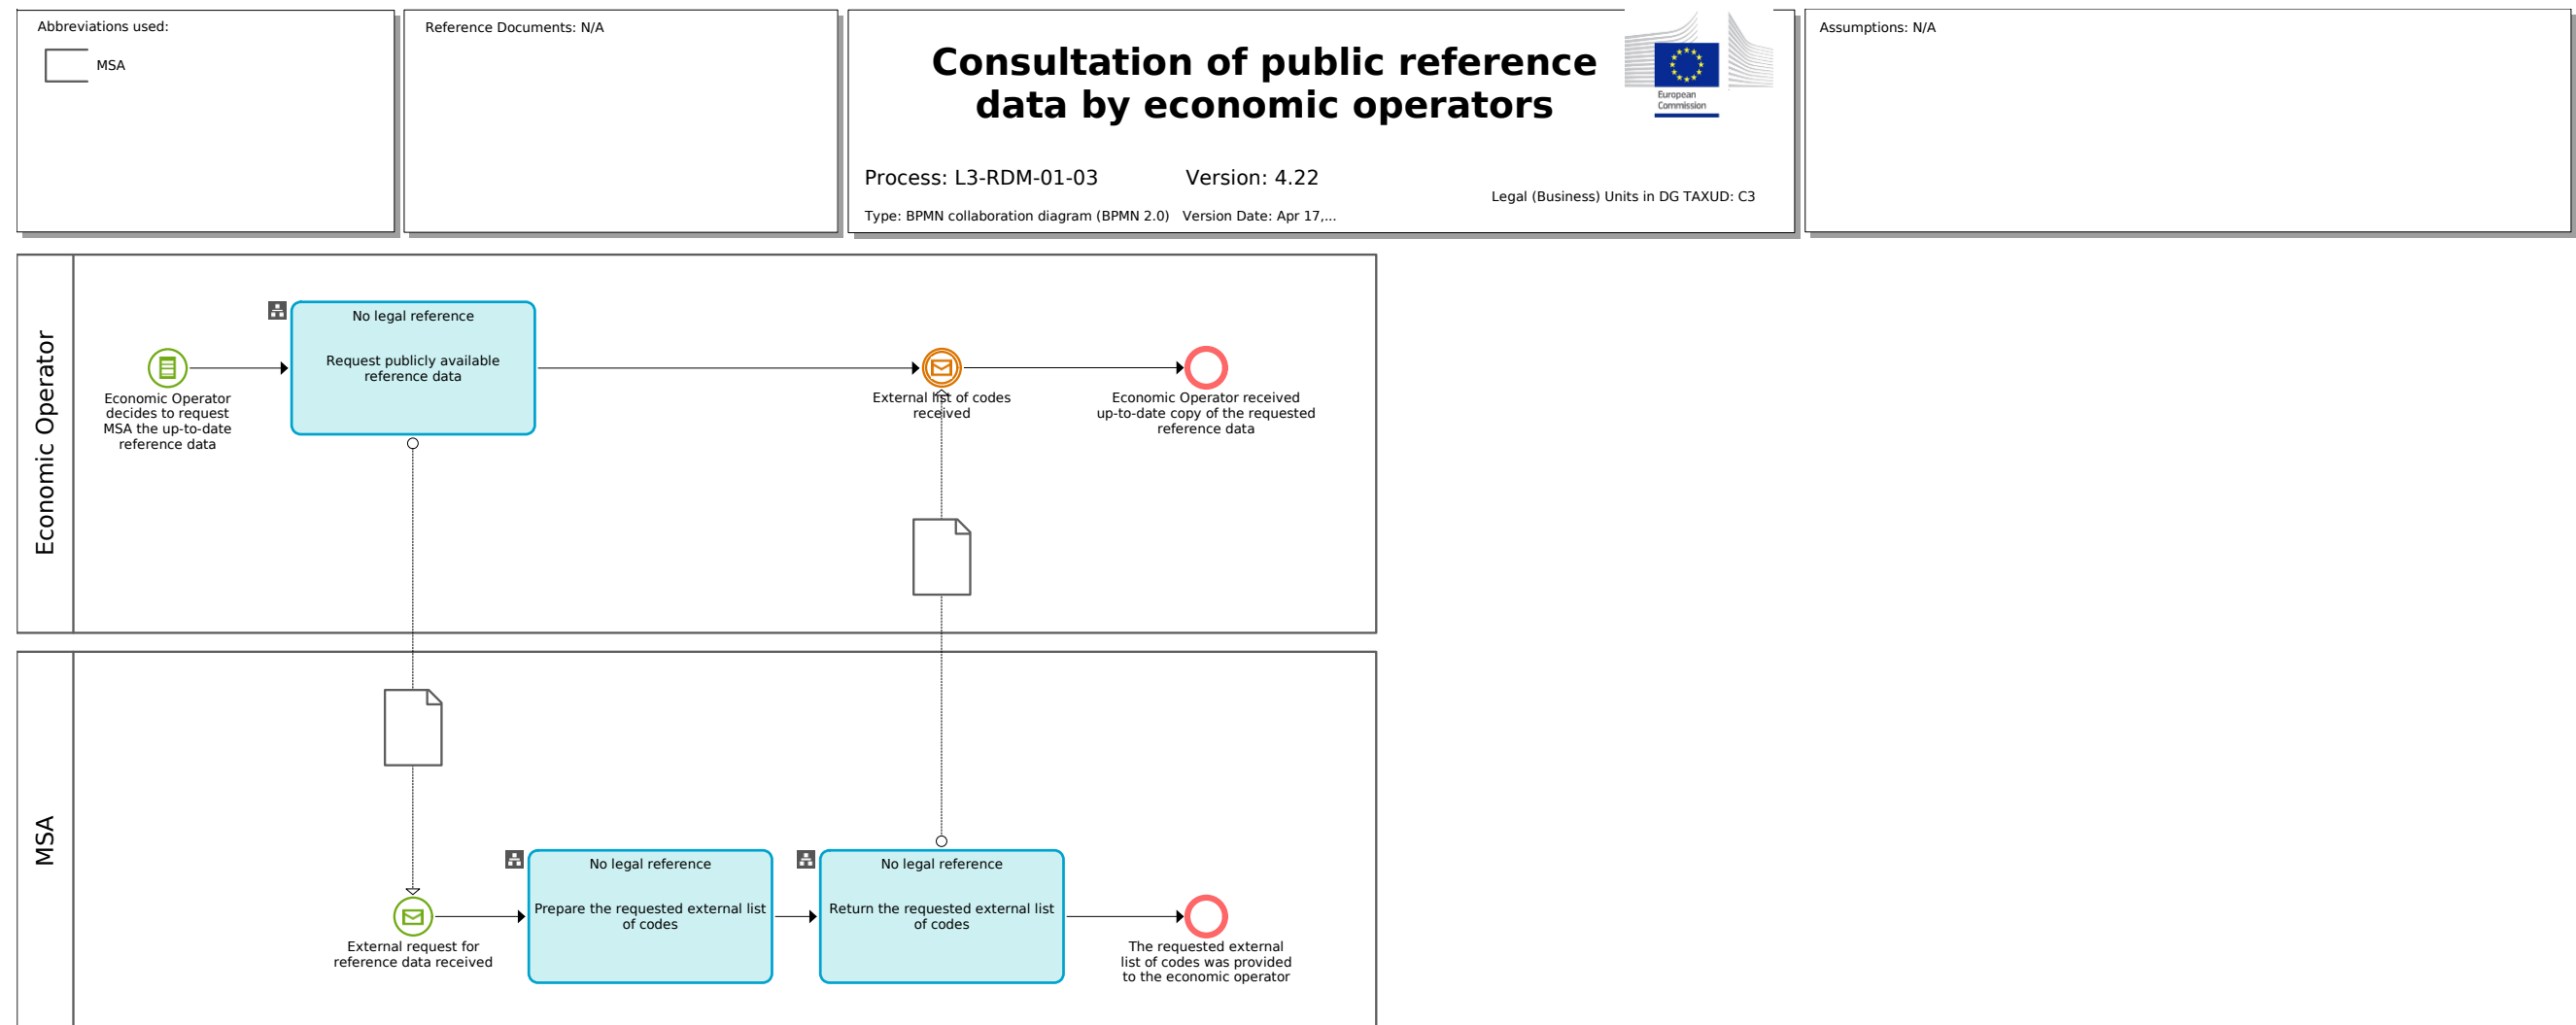 Abbreviations used:
MSA
Reference Documents: N/A
Consultation of public reference
data by economic operators
European
Commission
Process: L3-RDM-01-03
Version: 4.22
Legal (Business) Units in DG TAXUD: C3
Type: BPMN collaboration diagram (BPMN 2.0)
Version Date: Apr 17,...
Assumptions: N/A
Economic Operator
Economic Operator
decides to request
MSA the up-to-date
reference data
No legal reference
Request publicly available
reference data
External list of codes
received
Economic Operator received
up-to-date copy of the requested
reference data
MSA
External request for
reference data received
No legal reference
Prepare the requested external list
of codes
No legal reference
Return the requested external list
of codes
The requested external
list of codes was provided
to the economic operator